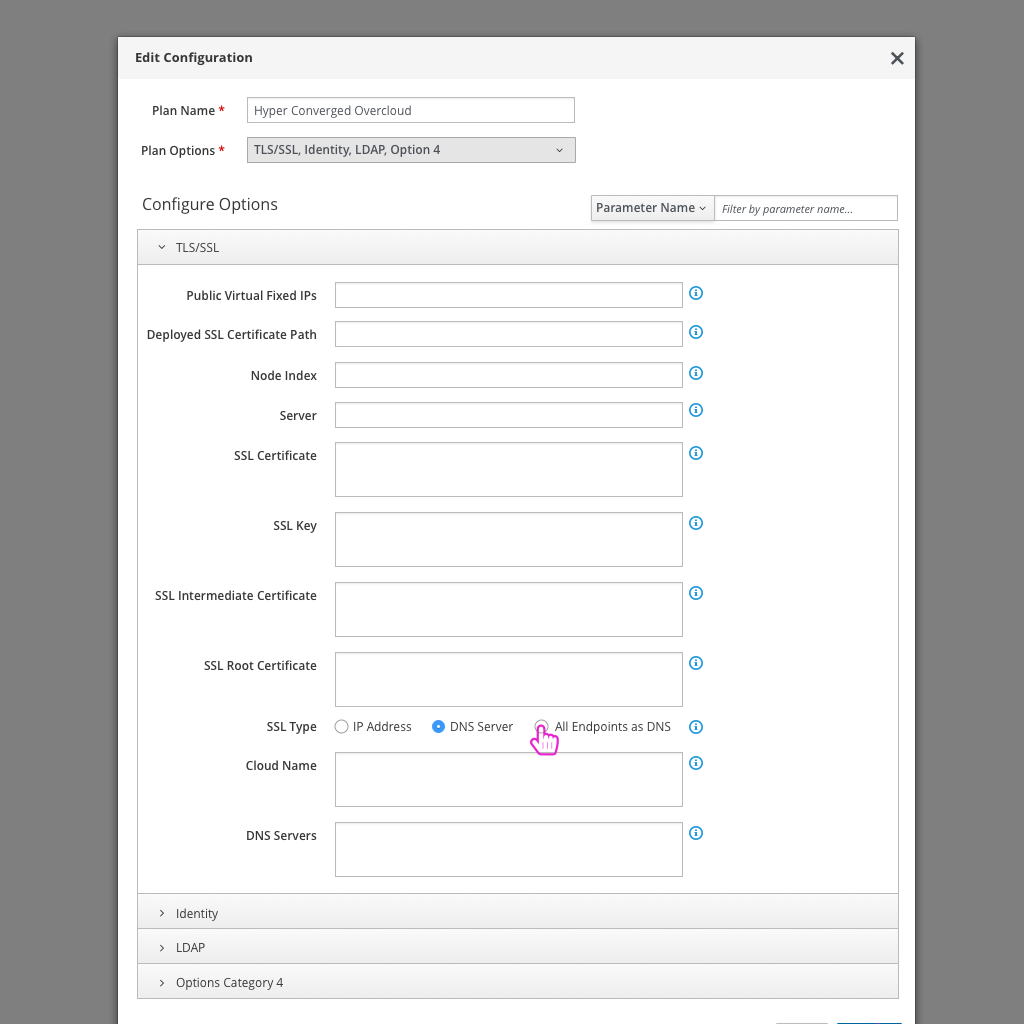 Edit Configuration
Plan Name *
Hyper Converged Overcloud
Plan Options *
TLS/SSL, Identity, LDAP, Option 4
Configure Options
Parameter Name
Filter by parameter name...
TLS/SSL
Public Virtual Fixed IPs
Deployed SSL Certificate Path
Node Index
Server
SSL Certificate
SSL Key
SSL Intermediate Certificate
SSL Root Certificate
SSL Type
IP Address
DNS Server
All Endpoints as DNS
Cloud Name
DNS Servers
Identity
LDAP
Options Category 4